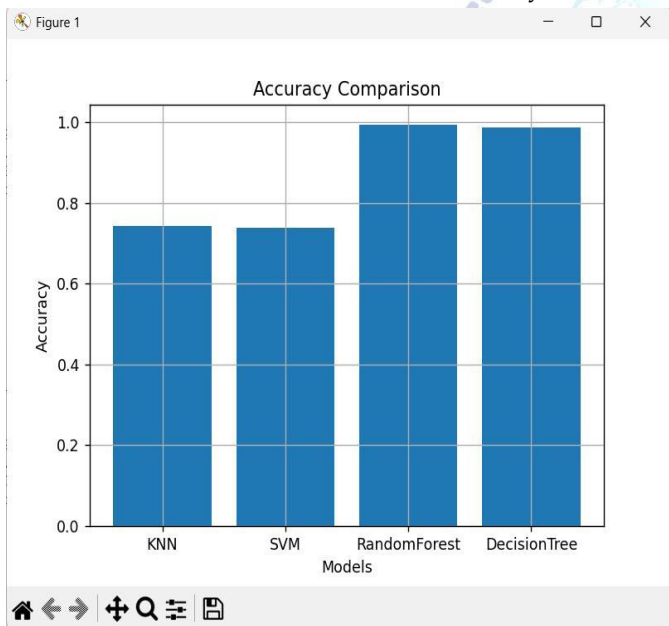 Figure 1
Accuracy Comparison
1.0
0.8
0.6
0.4
0.2
0.0
Accuracy
KNN SVM RandomForest DecisionTree
Models